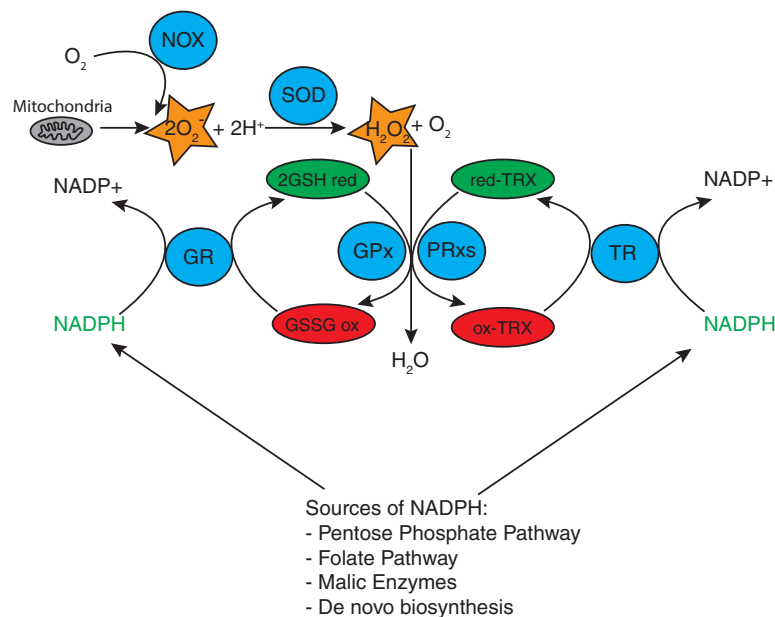 NOX
O₂
Mitochondria
SOD
2O₂⁻ + 2H⁺
H₂O₂ + O₂
NADP+
2GSH red
red-TRX
NADP+
GR
GPx
PRxs
TR
NADPH
GSSG ox
ox-TRX
NADPH
H₂O
Sources of NADPH:
- Pentose Phosphate Pathway
- Folate Pathway
- Malic Enzymes
- De novo biosynthesis